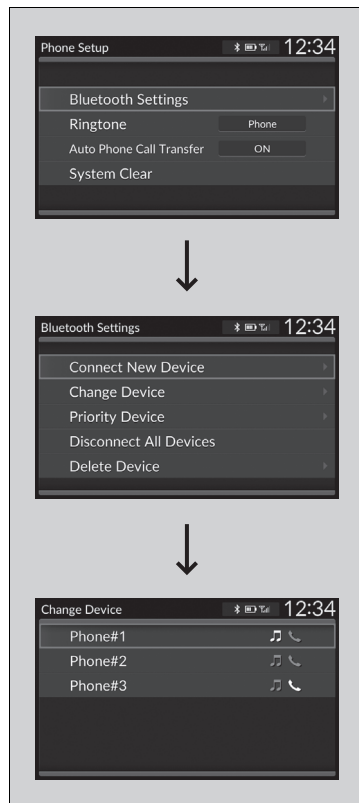 Phone Setup 12:34
Bluetooth Settings
Ringtone Phone
Auto Phone Call Transfer ON
System Clear
Bluetooth Settings 12:34
Connect New Device
Change Device
Priority Device
Disconnect All Devices
Delete Device
Change Device 12:34
Phone#1
Phone#2
Phone#3